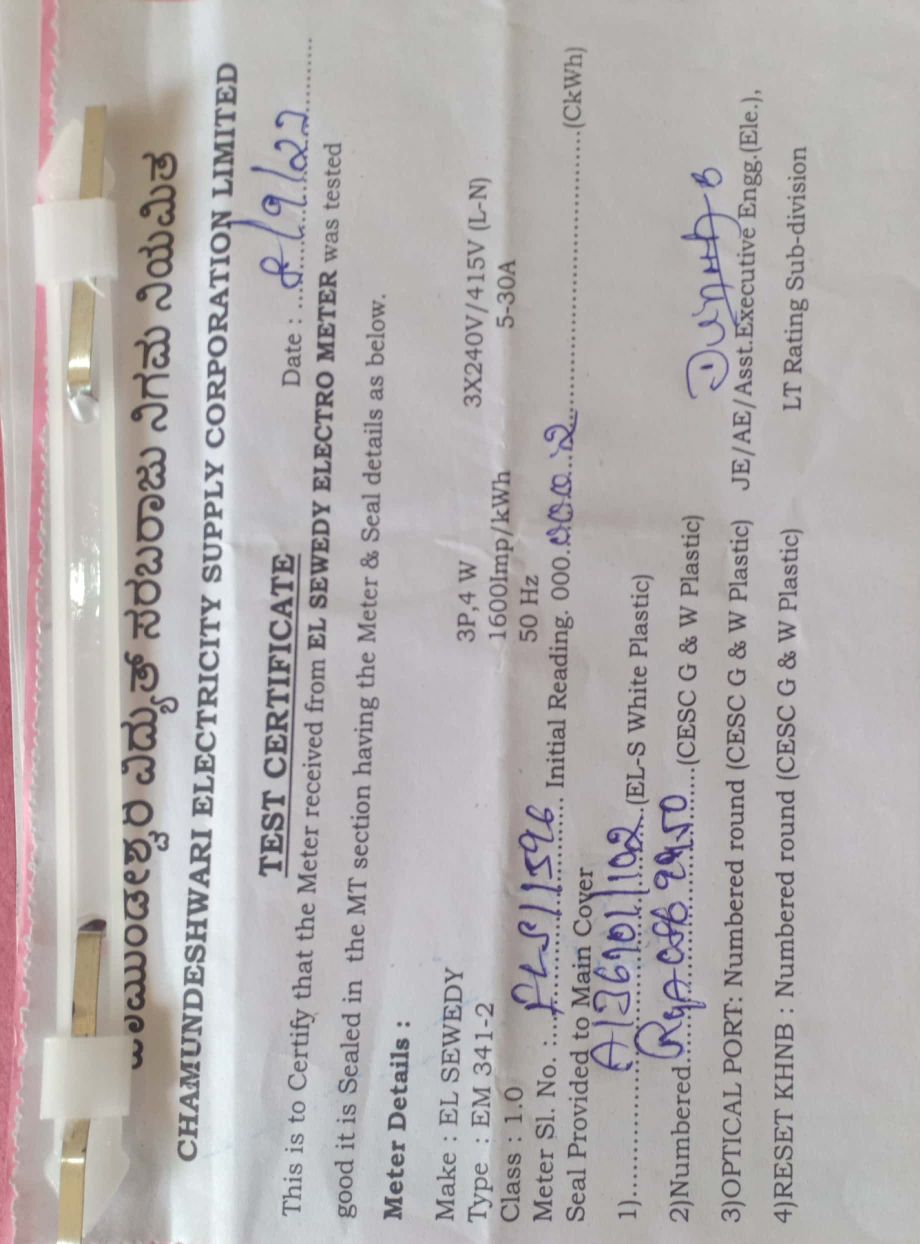 ಚಾಮುಂಡೇಶ್ವರಿ ವಿದ್ಯುತ್ ಸರಬರಾಜು ನಿಗಮ ನಿಯಮಿತ
CHAMUNDESHWARI ELECTRICITY SUPPLY CORPORATION LIMITED
Date : ....8/9/22..........
TEST CERTIFICATE
This is to Certify that the Meter received from EL SEWEDY ELECTRO METER was tested
good it is Sealed in the MT section having the Meter & Seal details as below.
Meter Details :
Make : EL SEWEDY 3P,4 W 3X240V/415V (L-N)
Type : EM 341-2 1600Imp/kWh 5-30A
Class : 1.0 50 Hz
Meter Sl. No. : Initial Reading. 000. (CkWh)
Seal Provided to Main Cover
1) (EL-S White Plastic)
2)Numbered (CESC G & W Plastic)
3)OPTICAL PORT: Numbered round (CESC G & W Plastic) JE/AE/Asst.Executive Engg.(Ele.),
4)RESET KHNB : Numbered round (CESC G & W Plastic) LT Rating Sub-division